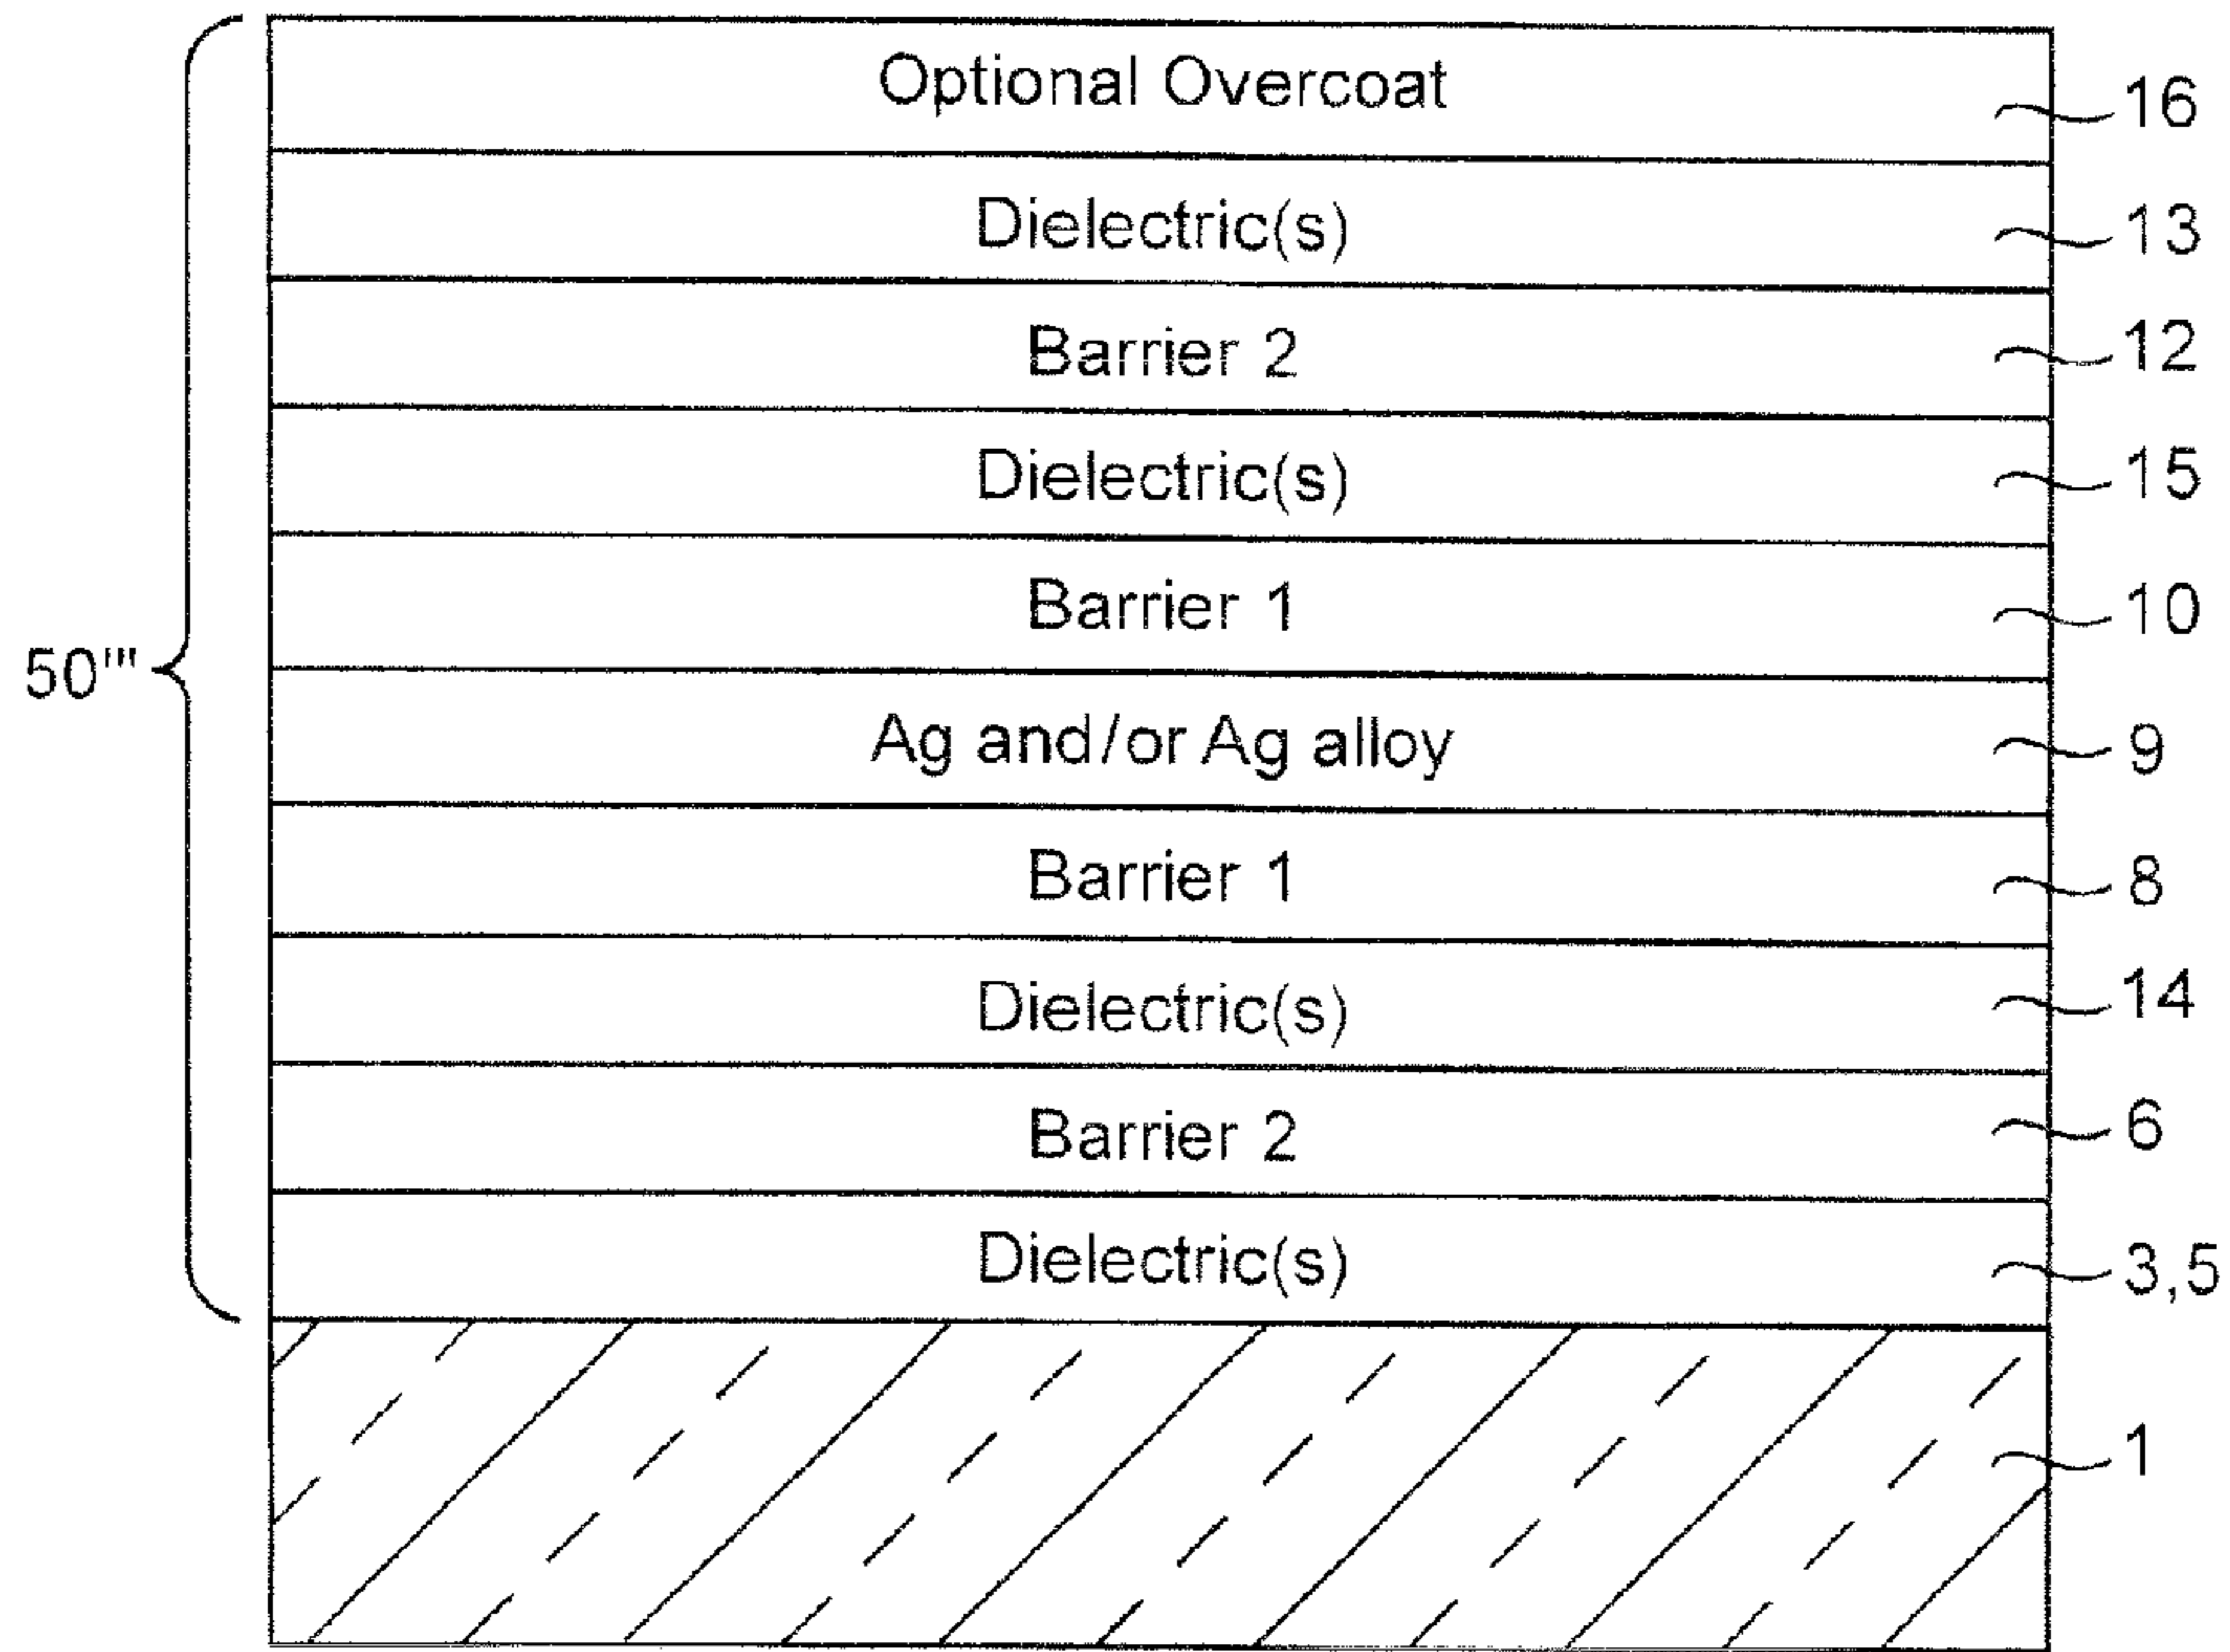 Optional Overcoat 16
Dielectric(s) 13
Barrier 2 12
Dielectric(s) 15
Barrier 1 10
50'''
Ag and/or Ag alloy 9
Barrier 1 8
Dielectric(s) 14
Barrier 2 6
Dielectric(s) 3,5
1